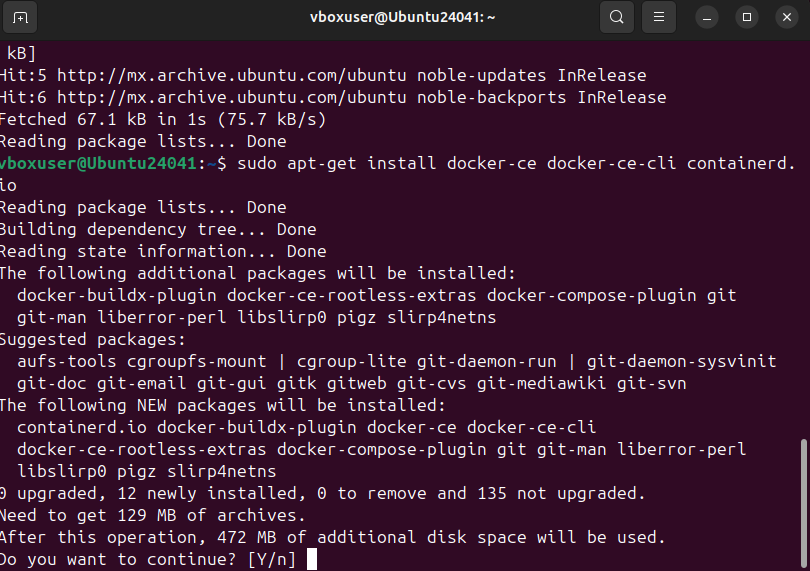 vboxuser@Ubuntu24041: ~
kB]
Hit:5 http://mx.archive.ubuntu.com/ubuntu noble-updates InRelease
Hit:6 http://mx.archive.ubuntu.com/ubuntu noble-backports InRelease
Fetched 67.1 kB in 1s (75.7 kB/s)
Reading package lists... Done
vboxuser@Ubuntu24041:~$ sudo apt-get install docker-ce docker-ce-cli containerd.
io
Reading package lists... Done
Building dependency tree... Done
Reading state information... Done
The following additional packages will be installed:
  docker-buildx-plugin docker-ce-rootless-extras docker-compose-plugin git
  git-man liberror-perl libslirp0 pigz slirp4netns
Suggested packages:
  aufs-tools cgroupfs-mount | cgroup-lite git-daemon-run | git-daemon-sysvinit
  git-doc git-email git-gui gitk gitweb git-cvs git-mediawiki git-svn
The following NEW packages will be installed:
  containerd.io docker-buildx-plugin docker-ce docker-ce-cli
  docker-ce-rootless-extras docker-compose-plugin git git-man liberror-perl
  libslirp0 pigz slirp4netns
0 upgraded, 12 newly installed, 0 to remove and 135 not upgraded.
Need to get 129 MB of archives.
After this operation, 472 MB of additional disk space will be used.
Do you want to continue? [Y/n]